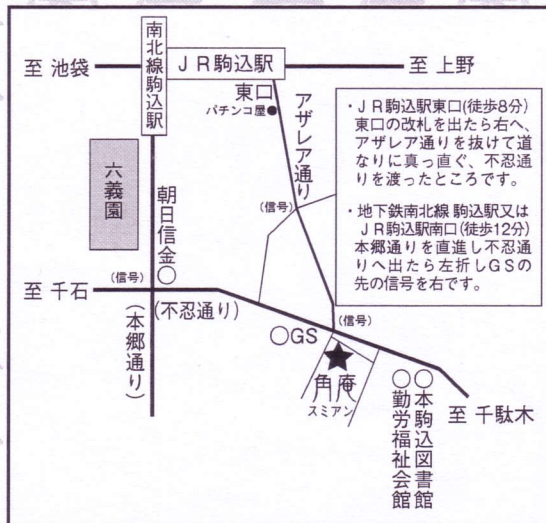 南北線駒込駅
至 池袋
JR駒込駅
至 上野
東口
パチンコ屋●
アザレア通り
・JR駒込駅東口(徒歩8分)
東口の改札を出たら右へ、
アザレア通りを抜けて道
なりに真っ直ぐ、不忍通
りを渡ったところです。
・地下鉄南北線 駒込駅又は
JR駒込駅南口(徒歩12分)
本郷通りを直進し不忍通
りへ出たら左折しGSの
先の信号を右です。
六義園
朝日信金○
(信号)
(信号)
至 千石
(不忍通り)
(本郷通り)
○GS
(信号)
★
角庵
スミアン
○本駒込図書館
○勤労福祉会館
至 千駄木